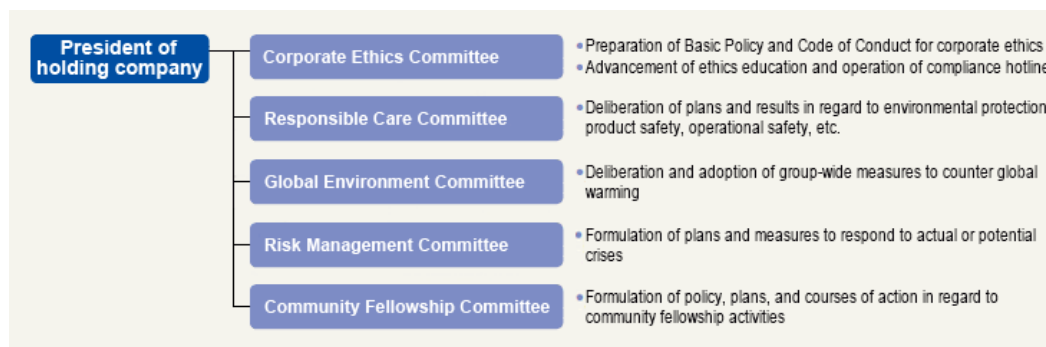 President of
holding company
Corporate Ethics Committee
• Preparation of Basic Policy and Code of Conduct for corporate ethics
• Advancement of ethics education and operation of compliance hotline
Responsible Care Committee
• Deliberation of plans and results in regard to environmental protection
product safety, operational safety, etc.
Global Environment Committee
• Deliberation and adoption of group-wide measures to counter global
warming
Risk Management Committee
• Formulation of plans and measures to respond to actual or potential
crises
Community Fellowship Committee
• Formulation of policy, plans, and courses of action in regard to
community fellowship activities